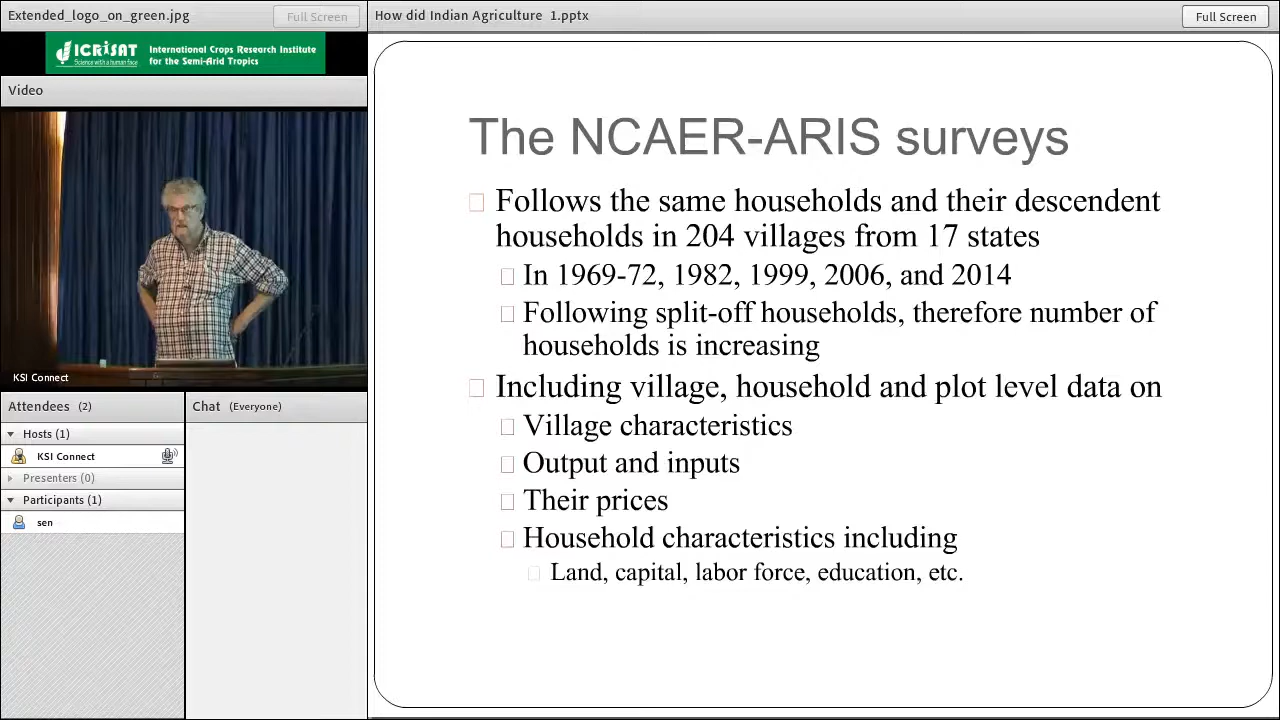 Extended_logo_on_green.jpg
Full Screen
ICRISAT
Science with a human face
International Crops Research Institute
for the Semi-Arid Tropics
Video
KSI Connect
Attendees (2)
Hosts (1)
KSI Connect
Presenters (0)
Participants (1)
sen
Chat (Everyone)
How did Indian Agriculture 1.pptx
Full Screen
The NCAER-ARIS surveys
Follows the same households and their descendent
households in 204 villages from 17 states
In 1969-72, 1982, 1999, 2006, and 2014
Following split-off households, therefore number of
households is increasing
Including village, household and plot level data on
Village characteristics
Output and inputs
Their prices
Household characteristics including
Land, capital, labor force, education, etc.